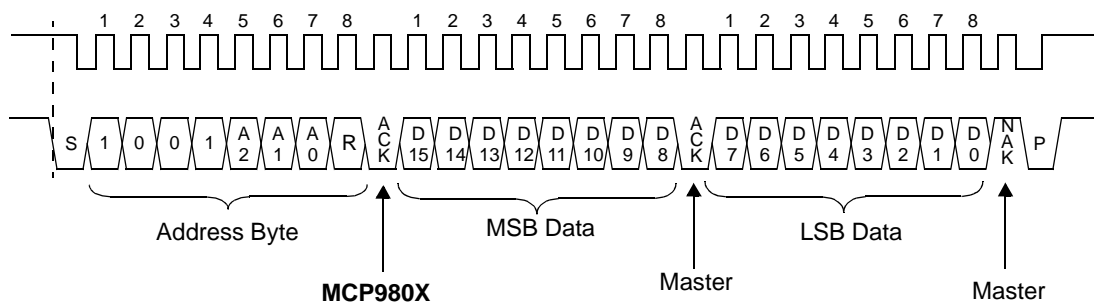 1 2 3 4 5 6 7 8 1 2 3 4 5 6 7 8 1 2 3 4 5 6 7 8
S 1 0 0 1 A2 A1 A0 R ACK D15 D14 D13 D12 D11 D10 D9 D8 ACK D7 D6 D5 D4 D3 D2 D1 D0 NAK P
Address Byte MSB Data LSB Data
MCP980X Master Master